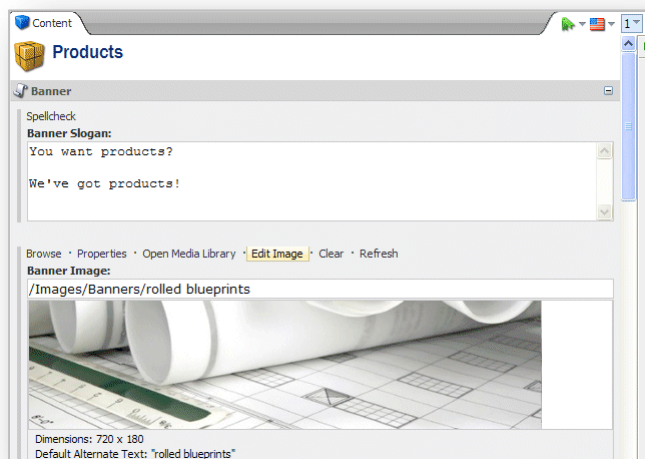 Content
1
Products
Banner
Spellcheck
Banner Slogan:
You want products?
We've got products!
Browse · Properties · Open Media Library · Edit Image · Clear · Refresh
Banner Image:
/Images/Banners/rolled blueprints
Dimensions: 720 x 180
Default Alternate Text: "rolled blueprints"